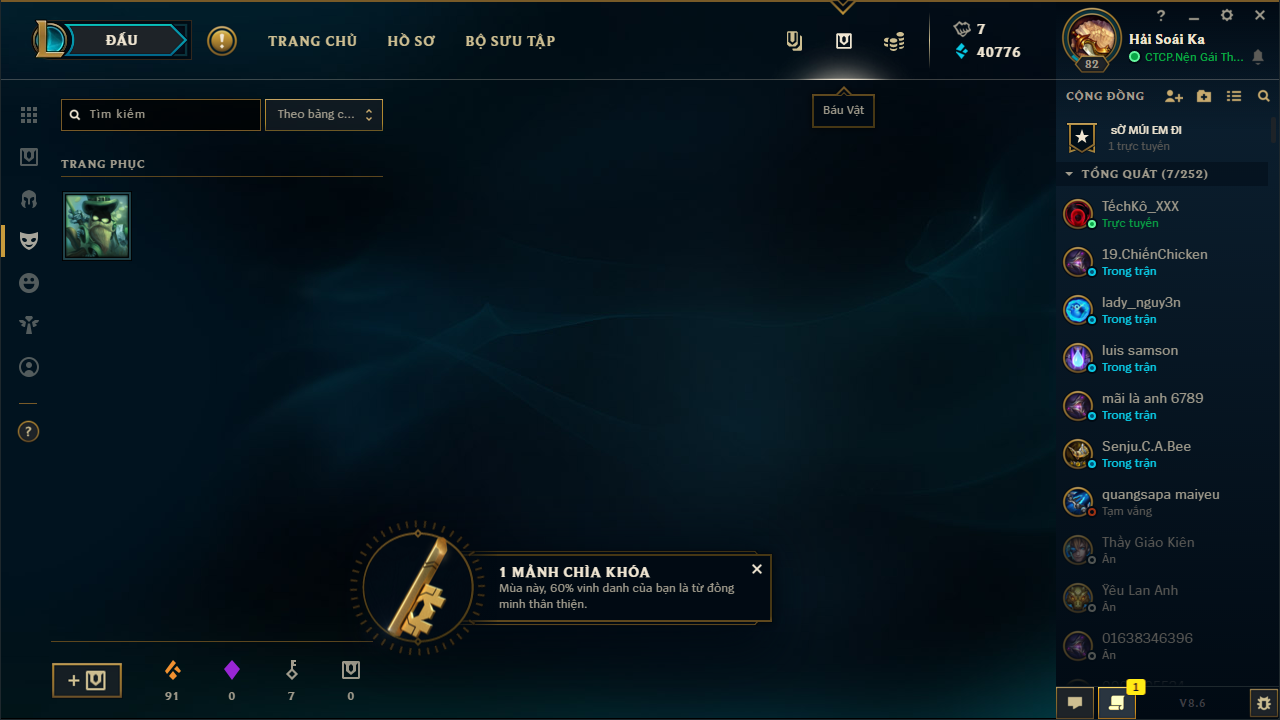 ĐẤU
TRANG CHỦ
HỒ SƠ
BỘ SƯU TẬP
7
40776
82
Hải Soái Ka
CTCP.Nện Gái Th...
Báu Vật
Tìm kiếm
Theo bảng c...
TRANG PHỤC
CỘNG ĐỒNG
SỜ MÚI EM ĐI
1 trực tuyến
TỔNG QUÁT (7/252)
TếchKô_XXX
Trực tuyến
19.ChiếnChicken
Trong trận
lady_nguy3n
Trong trận
luis samson
Trong trận
mãi là anh 6789
Trong trận
Senju.C.A.Bee
Trong trận
quangsapa maiyeu
Tạm vắng
Thầy Giáo Kiên
Ẩn
Ÿêu Lan Anh
Ẩn
01638346396
Ẩn
1 MẢNH CHÌA KHÓA
Mùa này, 60% vinh danh của bạn là từ đồng
minh thân thiện.
91
0
7
0
1
V8.6